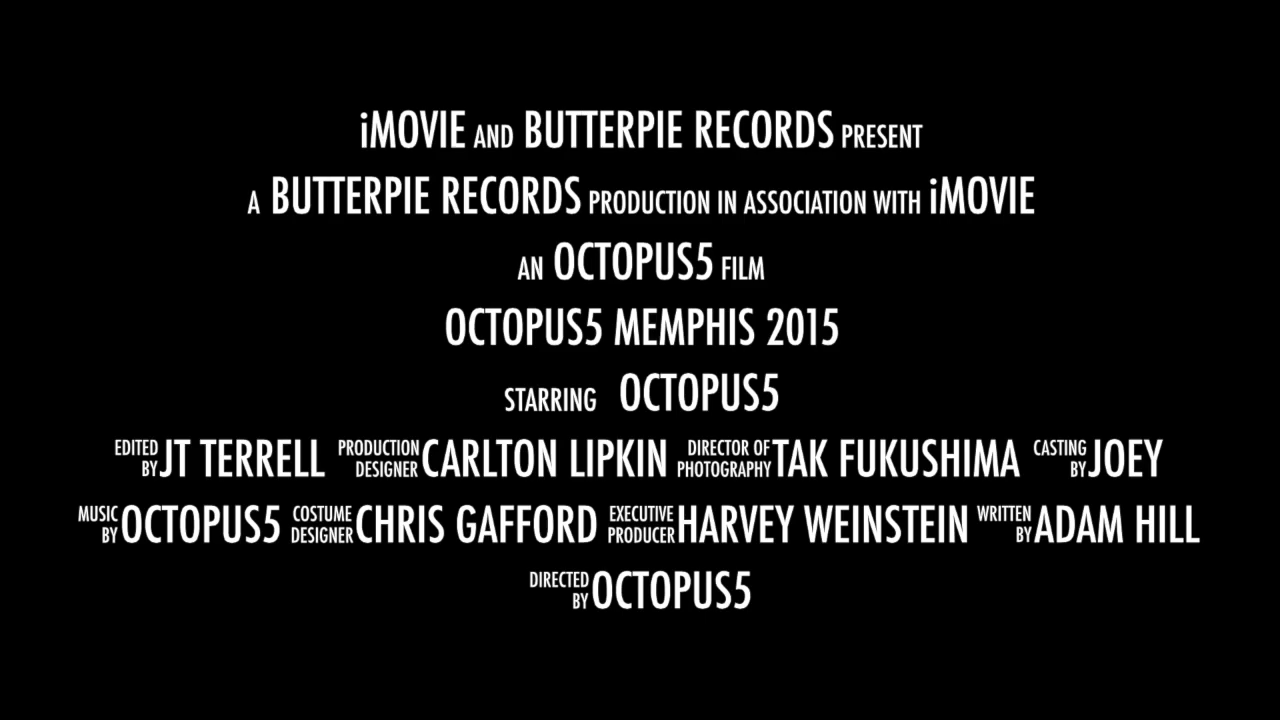 iMOVIE AND BUTTERPIE RECORDS PRESENT
A BUTTERPIE RECORDS PRODUCTION IN ASSOCIATION WITH iMOVIE
AN OCTOPUS5 FILM
OCTOPUS5 MEMPHIS 2015
STARRING OCTOPUS5
EDITED BY JT TERRELL PRODUCTION DESIGNER CARLTON LIPKIN DIRECTOR OF PHOTOGRAPHY TAK FUKUSHIMA CASTING BY JOEY
MUSIC BY OCTOPUS5 COSTUME DESIGNER CHRIS GAFFORD EXECUTIVE PRODUCER HARVEY WEINSTEIN WRITTEN BY ADAM HILL
DIRECTED BY OCTOPUS5